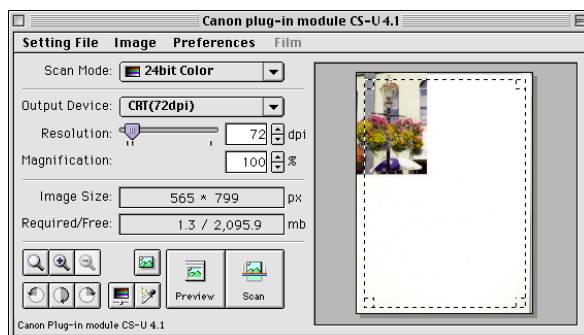 Canon plug-in module CS-U 4.1
Setting File Image Preferences Film
Scan Mode: 24bit Color
Output Device: CRT(72dpi)
Resolution: 72 dpi
Magnification: 100 %
Image Size: 565 * 799 px
Required/Free: 1.3 / 2,095.9 mb
Preview Scan
Canon Plug-in module CS-U 4.1